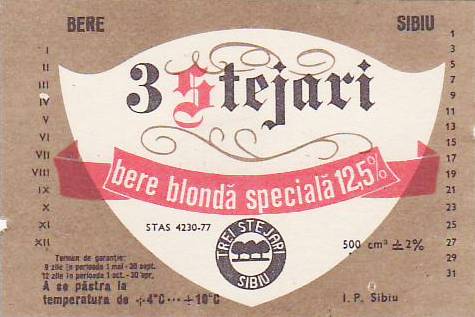 BERE SIBIU
I 1
II 3
III 5
IV 7
V 9
VI 11
VII 13
VIII 15
IX 17
X 19
XI 21
XII 23
25
27
29
31
3 Stejari
bere blondă specială 12,5%
STAS 4230-77
500 cm³ ±2%
TREI STEJARI
SIBIU
Termen de garanție:
9 zile în perioada 1 mai - 30 sept.
12 zile în perioada 1 oct. - 30 apr.
A se păstra la
temperatura de +4°C...+10°C
I. P. Sibiu